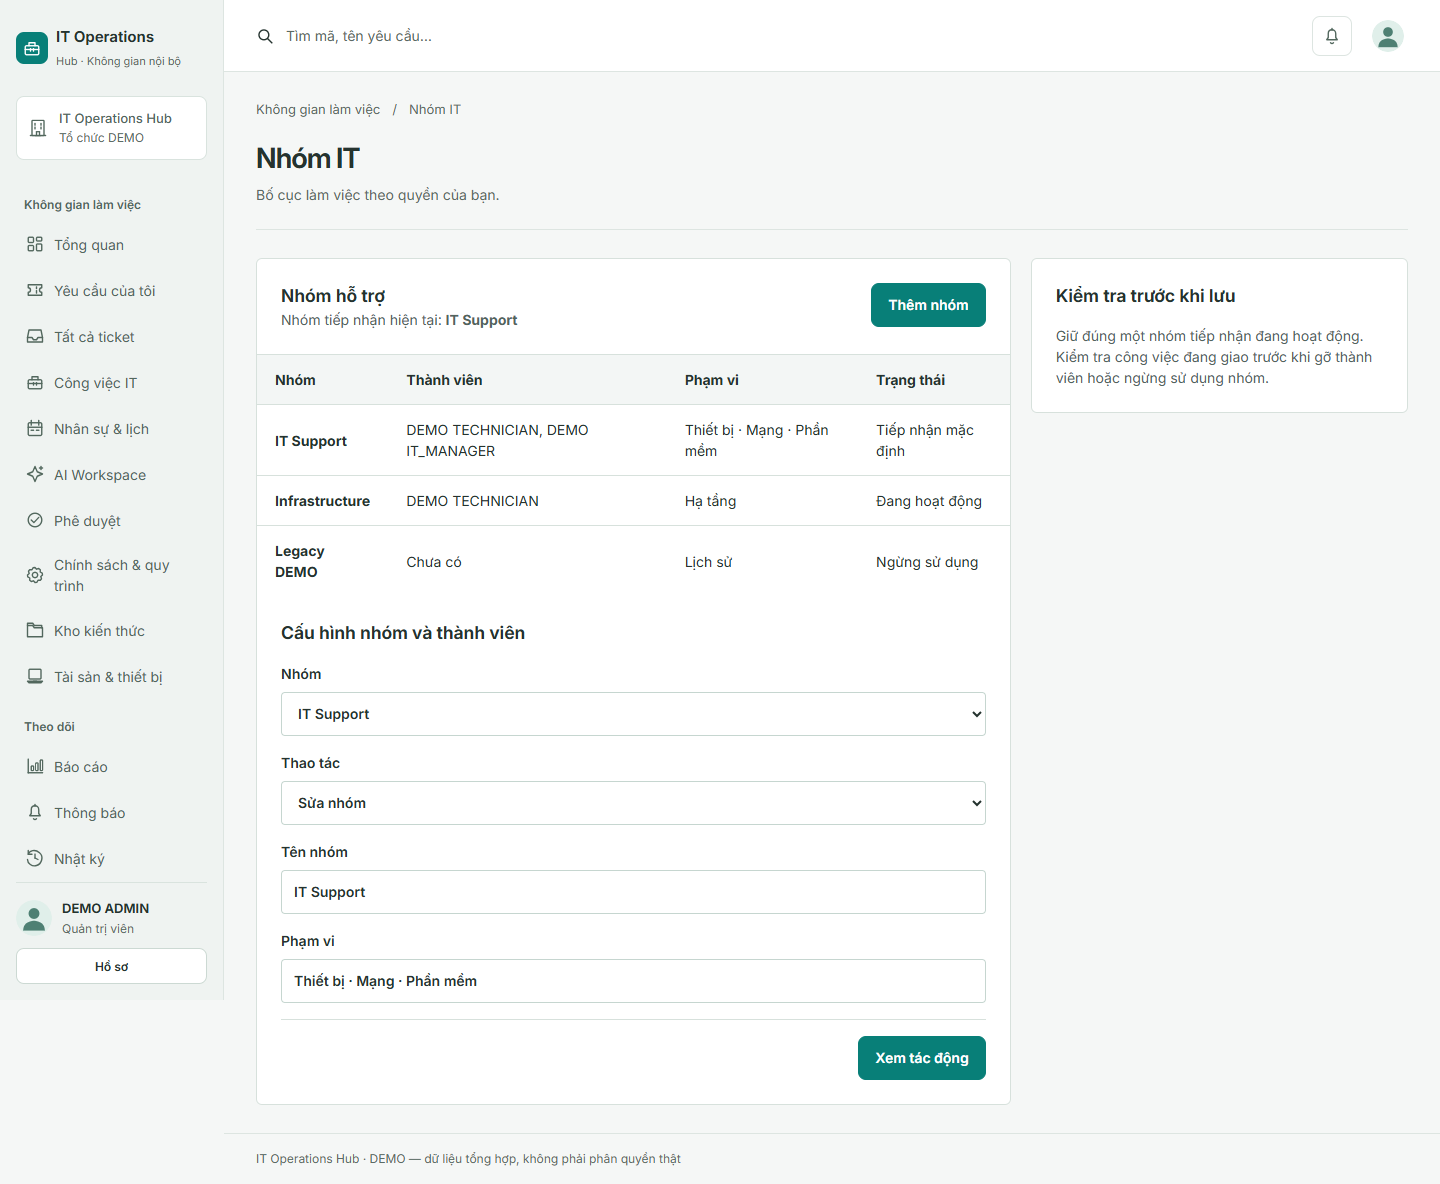 IT Operations
Hub · Không gian nội bộ
IT Operations Hub
Tổ chức DEMO
Không gian làm việc
Tổng quan
Yêu cầu của tôi
Tất cả ticket
Công việc IT
Nhân sự & lịch
AI Workspace
Phê duyệt
Chính sách & quy
trình
Kho kiến thức
Tài sản & thiết bị
Theo dõi
Báo cáo
Thông báo
Nhật ký
DEMO ADMIN
Quản trị viên
Hồ sơ
Tìm mã, tên yêu cầu...
Không gian làm việc / Nhóm IT
Nhóm IT
Bố cục làm việc theo quyền của bạn.
Nhóm hỗ trợ
Nhóm tiếp nhận hiện tại: IT Support
Thêm nhóm
Nhóm Thành viên Phạm vi Trạng thái
IT Support
DEMO TECHNICIAN, DEMO
IT_MANAGER
Thiết bị · Mạng · Phần
mềm
Tiếp nhận mặc
định
Infrastructure DEMO TECHNICIAN Hạ tầng Đang hoạt động
Legacy
DEMO
Chưa có
Lịch sử
Ngừng sử dụng
Cấu hình nhóm và thành viên
Nhóm
IT Support
Thao tác
Sửa nhóm
Tên nhóm
IT Support
Phạm vi
Thiết bị · Mạng · Phần mềm
Xem tác động
Kiểm tra trước khi lưu
Giữ đúng một nhóm tiếp nhận đang hoạt động.
Kiểm tra công việc đang giao trước khi gỡ thành
viên hoặc ngừng sử dụng nhóm.
IT Operations Hub · DEMO — dữ liệu tổng hợp, không phải phân quyền thật